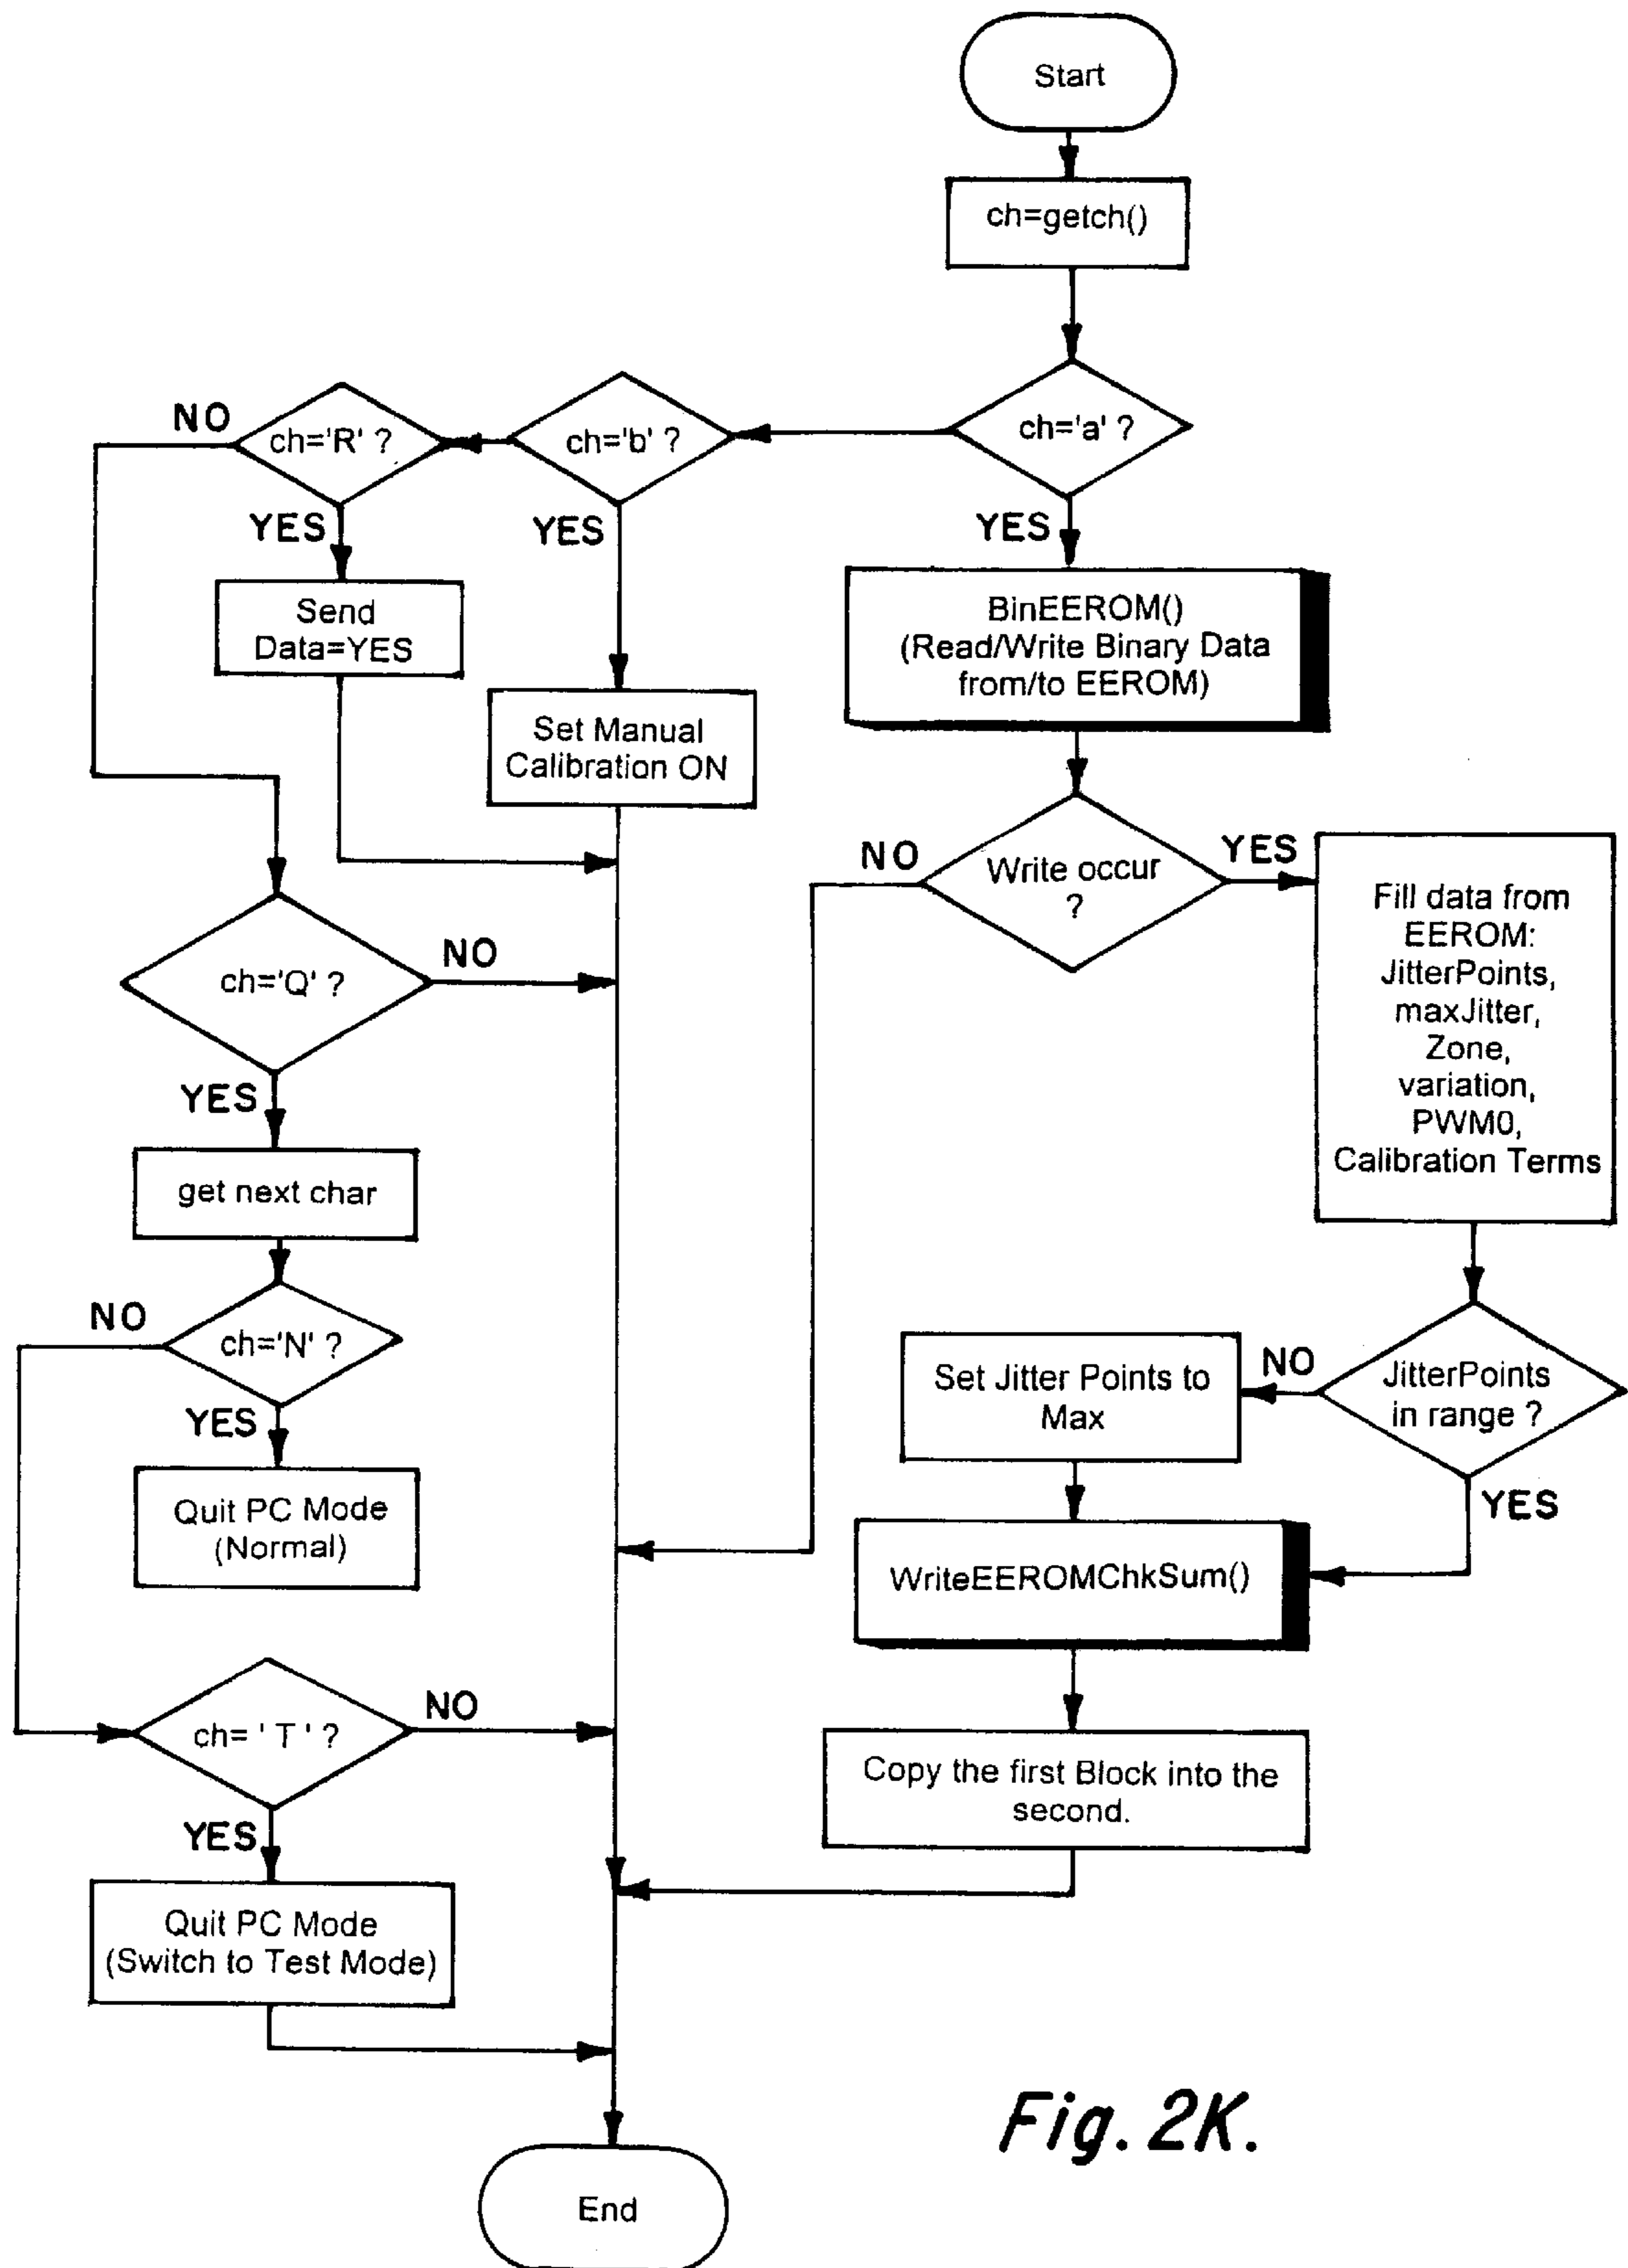 Start
ch=getch()
ch='a' ?
ch='b' ?
ch='R' ?
NO
YES
YES
YES
Send
Data=YES
Set Manual
Calibration ON
BinEEROM()
(Read/Write Binary Data
from/to EEROM)
Write occur
?
NO
YES
Fill data from
EEROM:
JitterPoints,
maxJitter,
Zone,
variation,
PWM0,
Calibration Terms
ch='Q' ?
NO
YES
get next char
ch='N' ?
NO
YES
Quit PC Mode
(Normal)
JitterPoints
in range ?
NO
YES
Set Jitter Points to
Max
WriteEEROMChkSum()
Copy the first Block into the
second.
ch= ' T ' ?
NO
YES
Quit PC Mode
(Switch to Test Mode)
End
Fig. 2K.